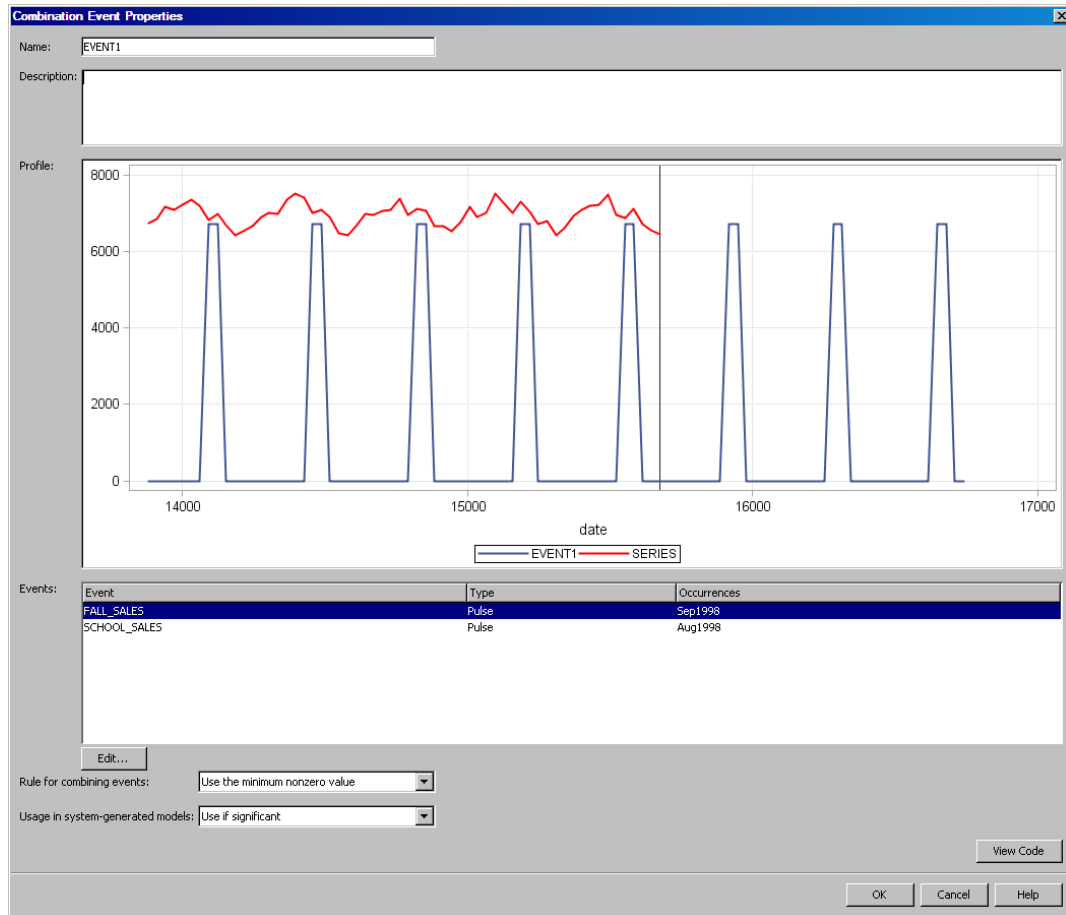 Combination Event Properties
Name: EVENT1
Description:
Profile:
8000
6000
4000
2000
0
14000 15000 16000 17000
date
EVENT1 SERIES
Events:
Event Type Occurrences
FALL_SALES Pulse Sep1998
SCHOOL_SALES Pulse Aug1998
Edit...
Rule for combining events: Use the minimum nonzero value
Usage in system-generated models: Use if significant
View Code
OK Cancel Help